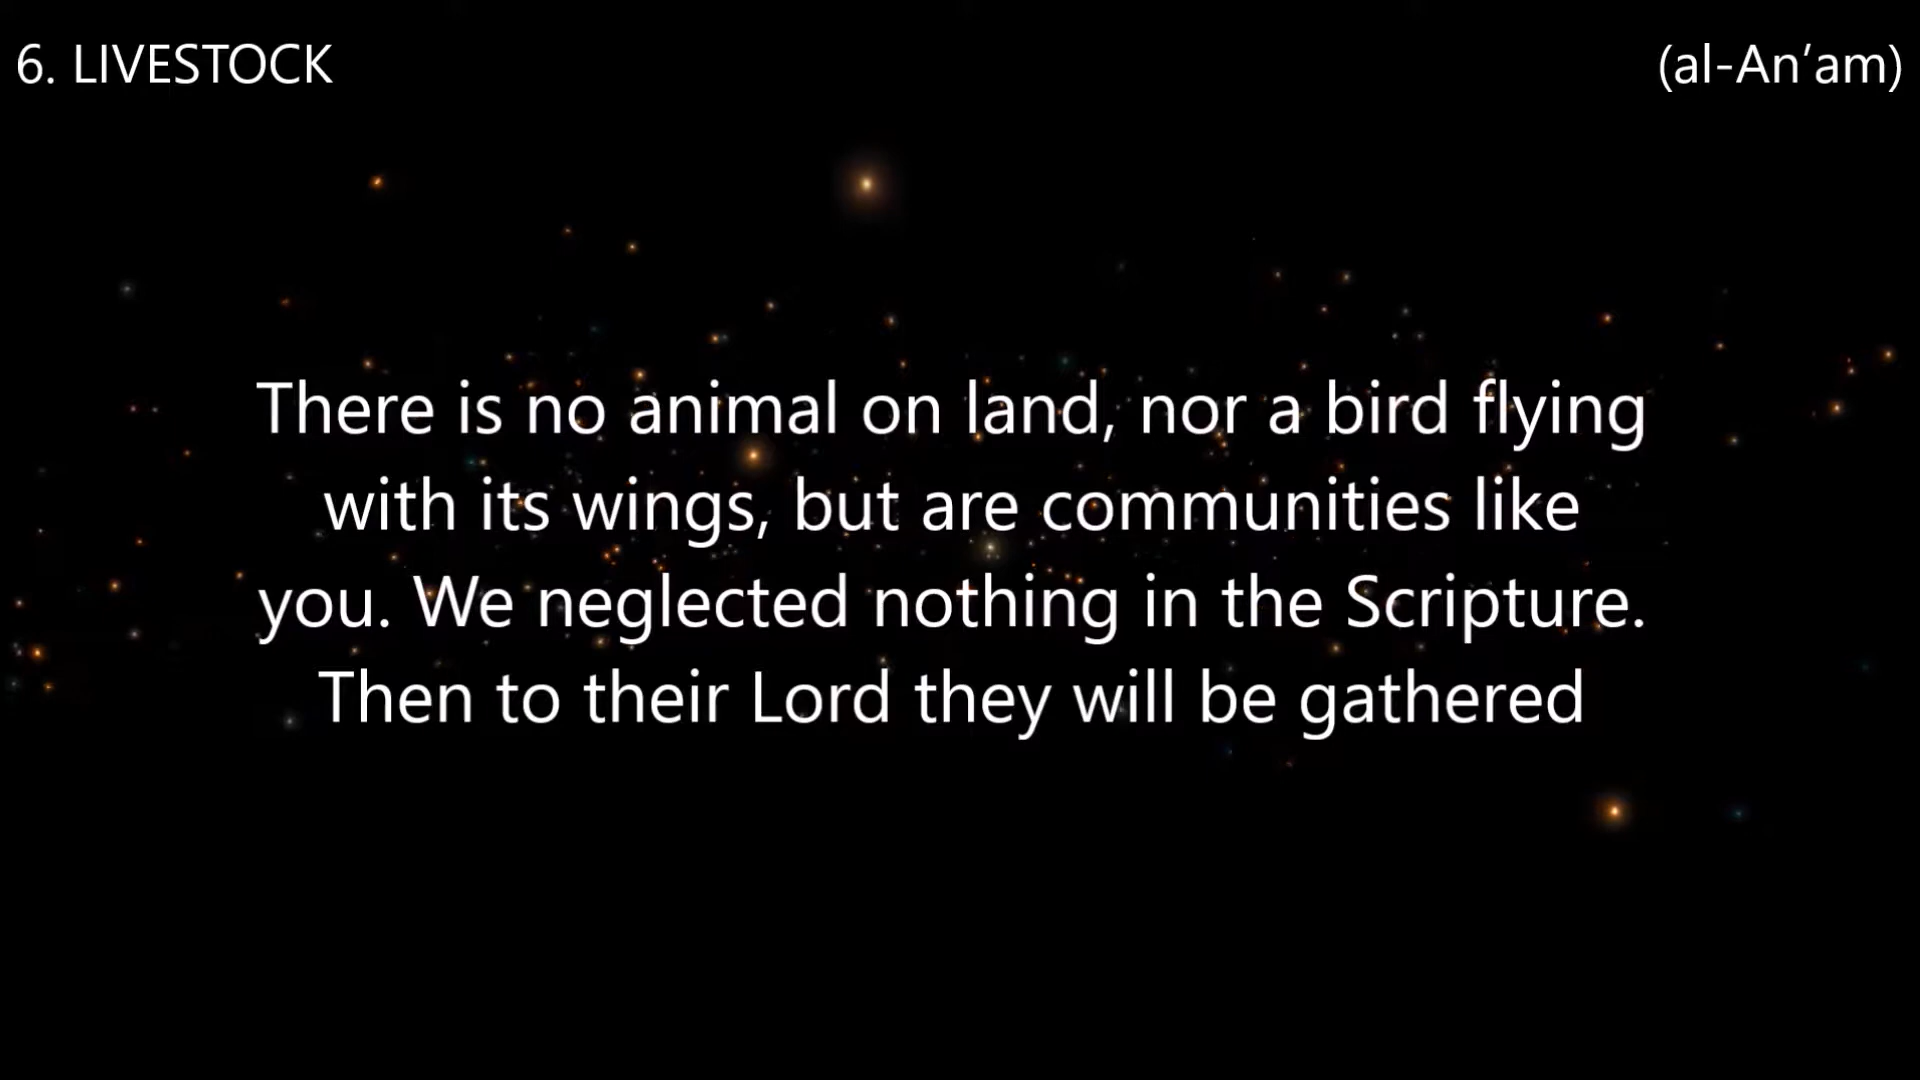 6. LIVESTOCK
(al-An’am)
There is no animal on land, nor a bird flying
with its wings, but are communities like
you. We neglected nothing in the Scripture.
Then to their Lord they will be gathered